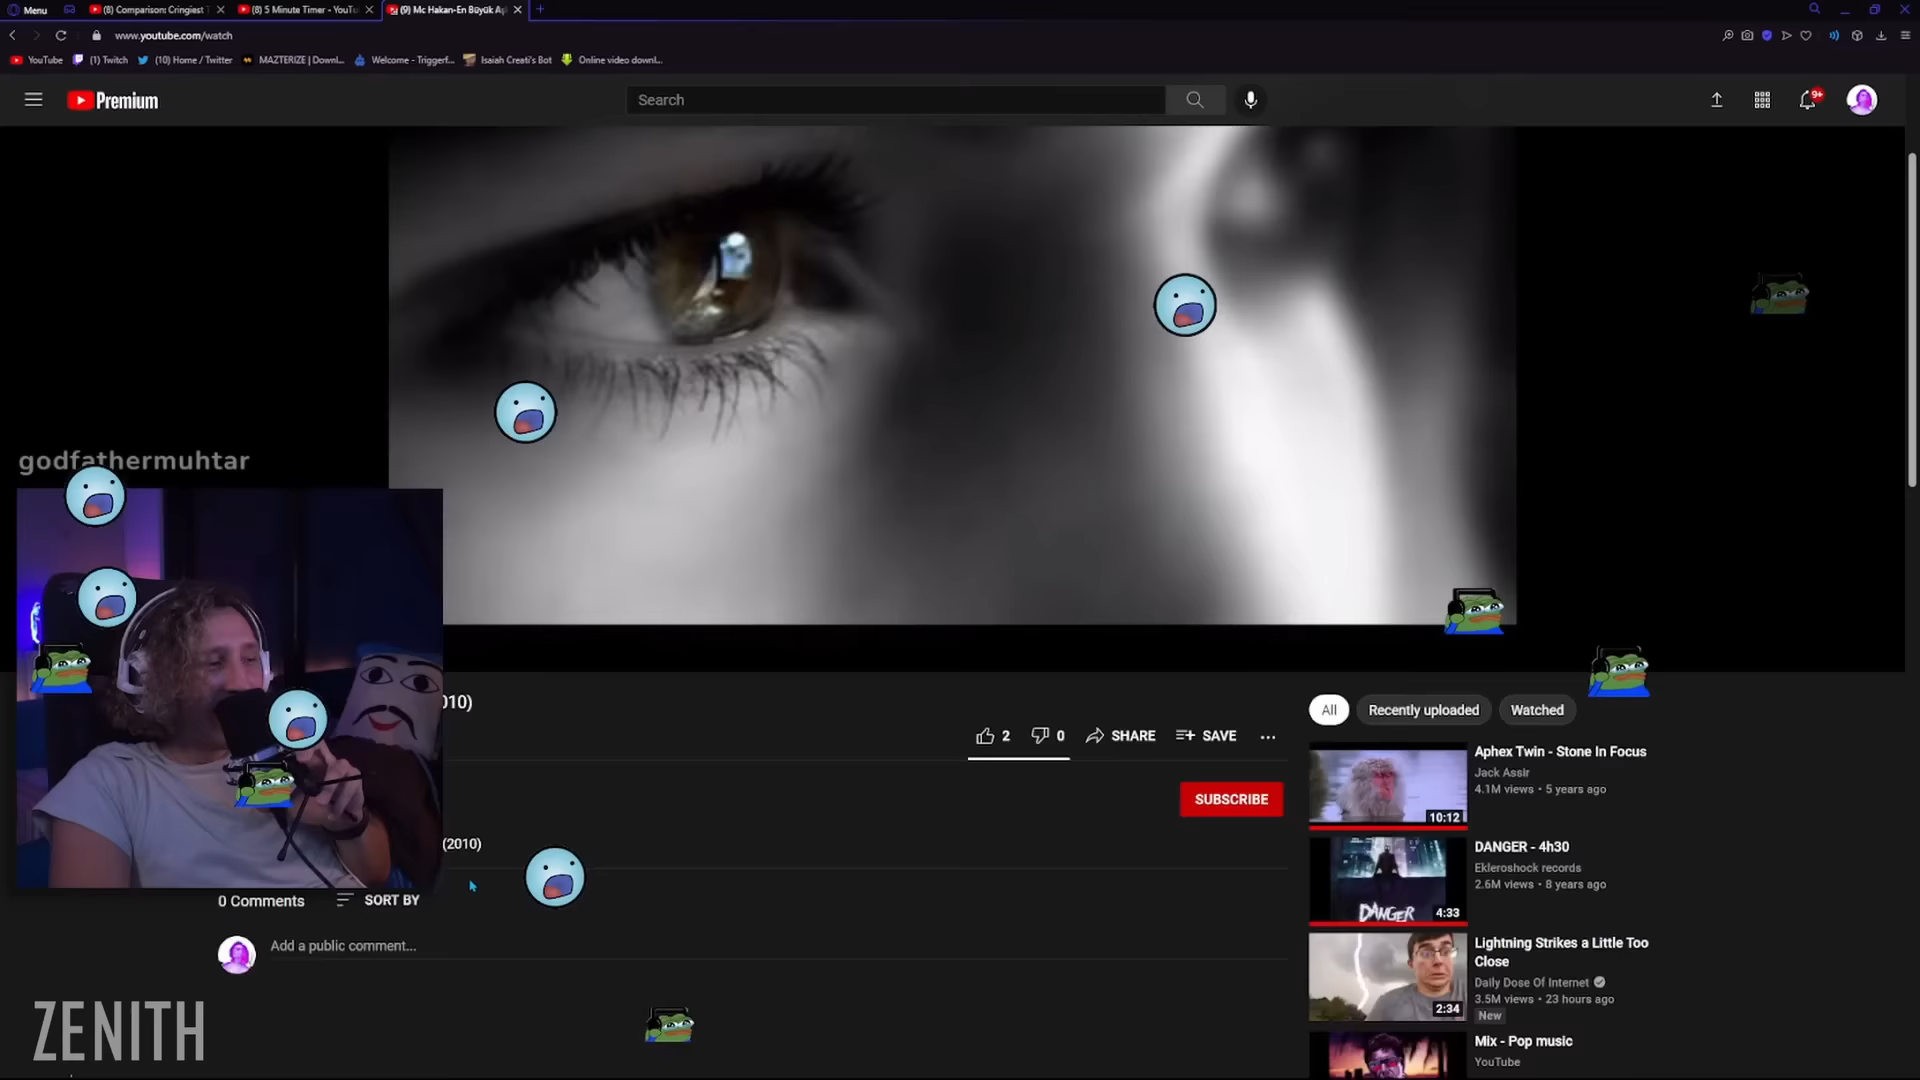 Menu
(8) Comparison: Cringiest T
(8) 5 Minute Timer - YouTu
(9) Mc Hakan-En Büyük Aş
www.youtube.com/watch
YouTube
(1) Twitch
(10) Home / Twitter
MAZTERIZE | Downl...
Welcome - Triggerf...
Isaiah Creati's Bot
Online video downl...
Premium
Search
9+
godfathermuhtar
010)
2
0
SHARE
SAVE
SUBSCRIBE
(2010)
0 Comments
SORT BY
Add a public comment...
ZENITH
All
Recently uploaded
Watched
Aphex Twin - Stone In Focus
Jack Assir
4.1M views • 5 years ago
10:12
DANGER - 4h30
Ekleroshock records
2.6M views • 8 years ago
DANGER
4:33
Lightning Strikes a Little Too
Close
Daily Dose Of Internet
3.5M views • 23 hours ago
New
2:34
Mix - Pop music
YouTube